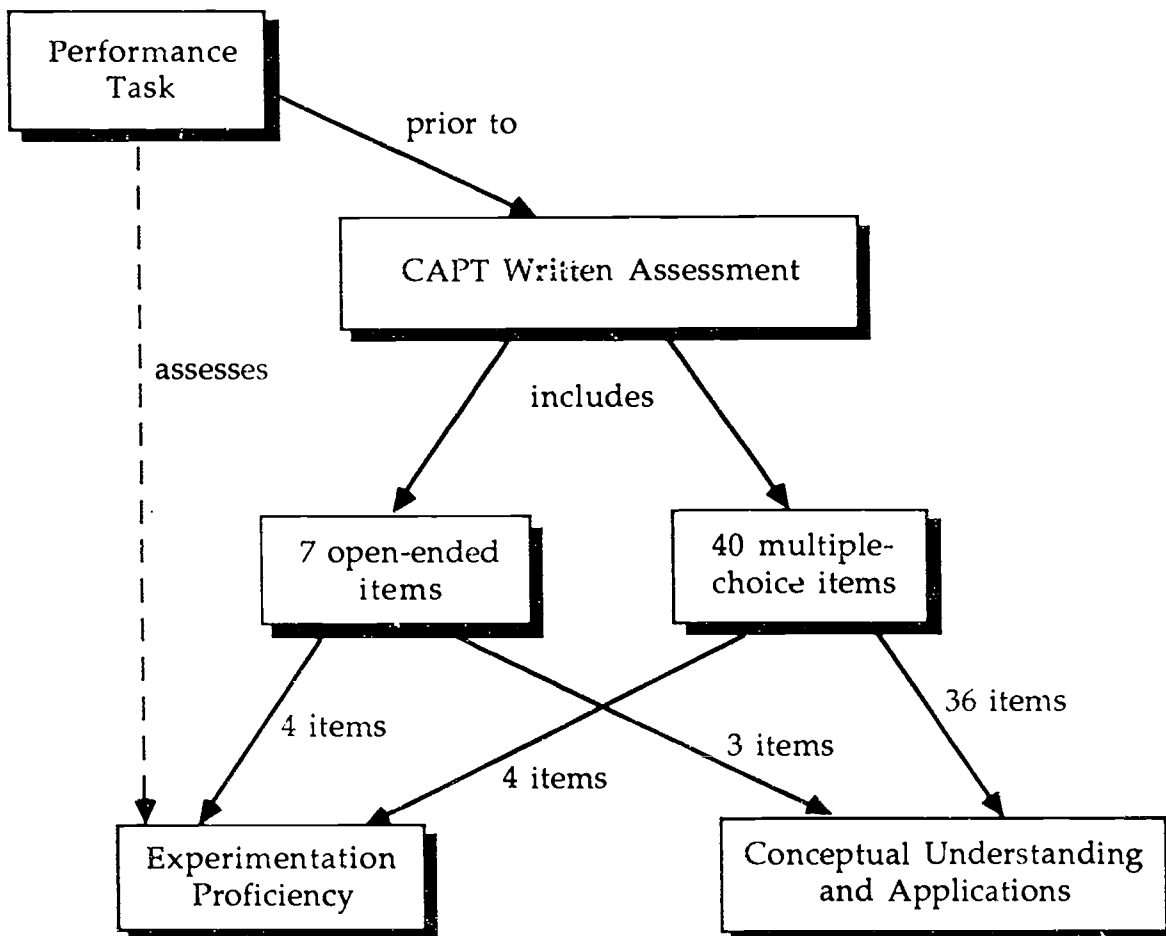 Performance
Task
prior to
CAPT Written Assessment
assesses
includes
7 open-ended
items
40 multiple-
choice items
4 items
4 items
3 items
36 items
Experimentation
Proficiency
Conceptual Understanding
and Applications